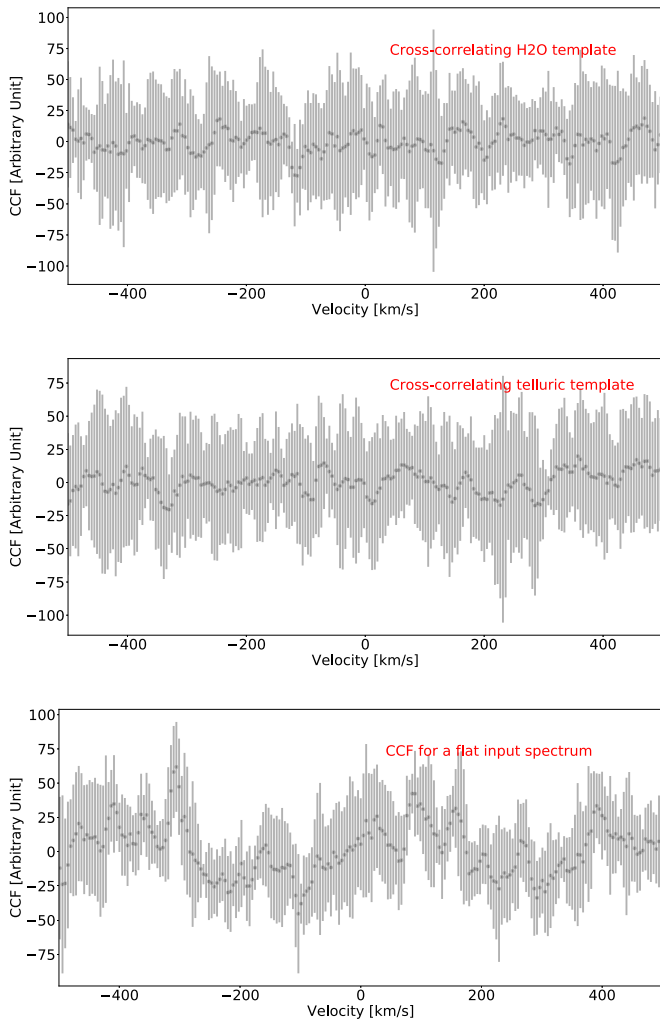 100
75
50
25
0
−25
−50
−75
−100
CCF [Arbitrary Unit]
Cross-correlating H2O template
−400 −200 0 200 400
Velocity [km/s]
75
50
25
0
−25
−50
−75
−100
CCF [Arbitrary Unit]
Cross-correlating telluric template
−400 −200 0 200 400
Velocity [km/s]
100
75
50
25
0
−25
−50
−75
CCF [Arbitrary Unit]
CCF for a flat input spectrum
−400 −200 0 200 400
Velocity [km/s]